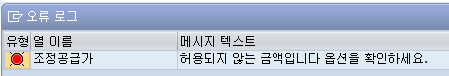 오류 로그
유형 열 이름 메시지 텍스트
조정공급가 허용되지 않는 금액입니다 옵션을 확인하세요.